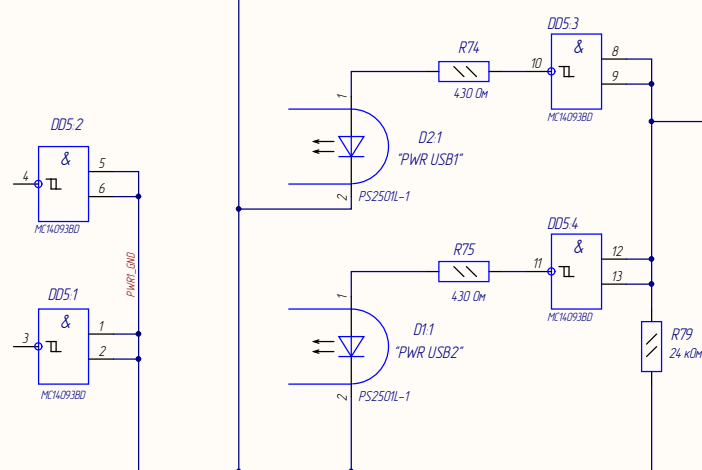 DD5:3
R74
10
&
8
9
430 Ом
MC14093BD
1
DD5:2
&
5
4
6
MC14093BD
D2:1
"PWR USB1"
2
PS2501L-1
DD5:4
R75
11
&
12
13
430 Ом
MC14093BD
PWR1_GND
1
DD5:1
&
1
3
2
MC14093BD
D1:1
"PWR USB2"
2
PS2501L-1
R79
24 кОм